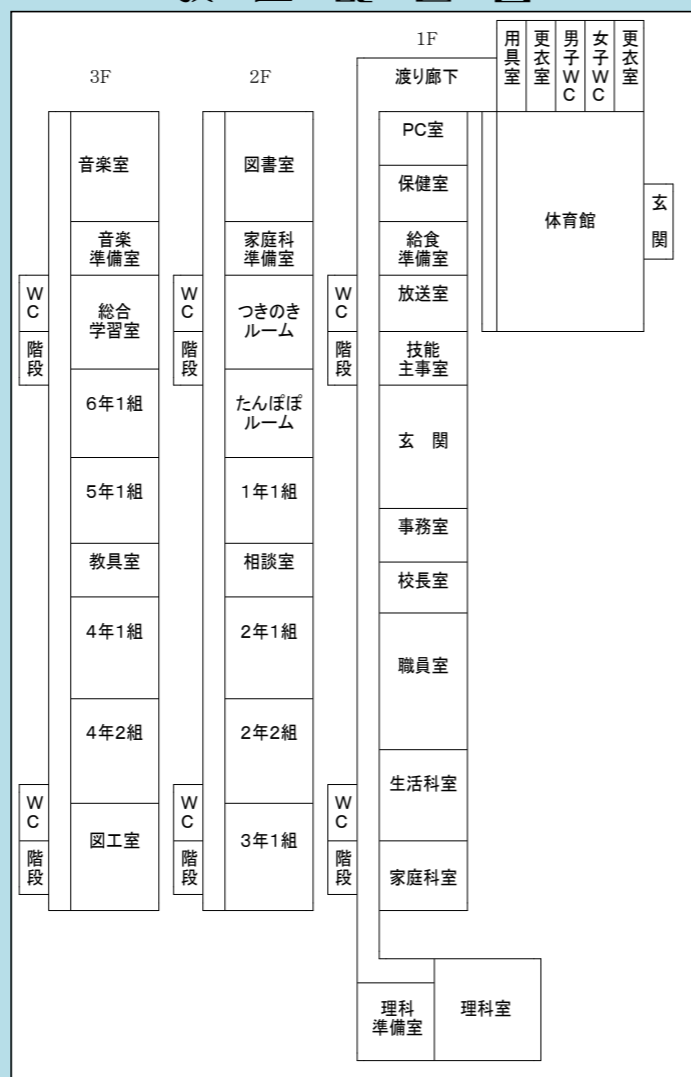 3F
音楽室
音楽
準備室
WC
階段
総合
学習室
6年1組
5年1組
教具室
4年1組
4年2組
WC
階段
図工室
2F
図書室
家庭科
準備室
WC
階段
つきのき
ルーム
たんぽぽ
ルーム
1年1組
相談室
2年1組
2年2組
WC
階段
3年1組
1F
渡り廊下
PC室
保健室
給食
準備室
WC
階段
放送室
技能
主事室
玄 関
事務室
校長室
職員室
生活科室
WC
階段
家庭科室
理科
準備室
理科室
用具室
更衣室
男子WC
女子WC
更衣室
体育館
玄関